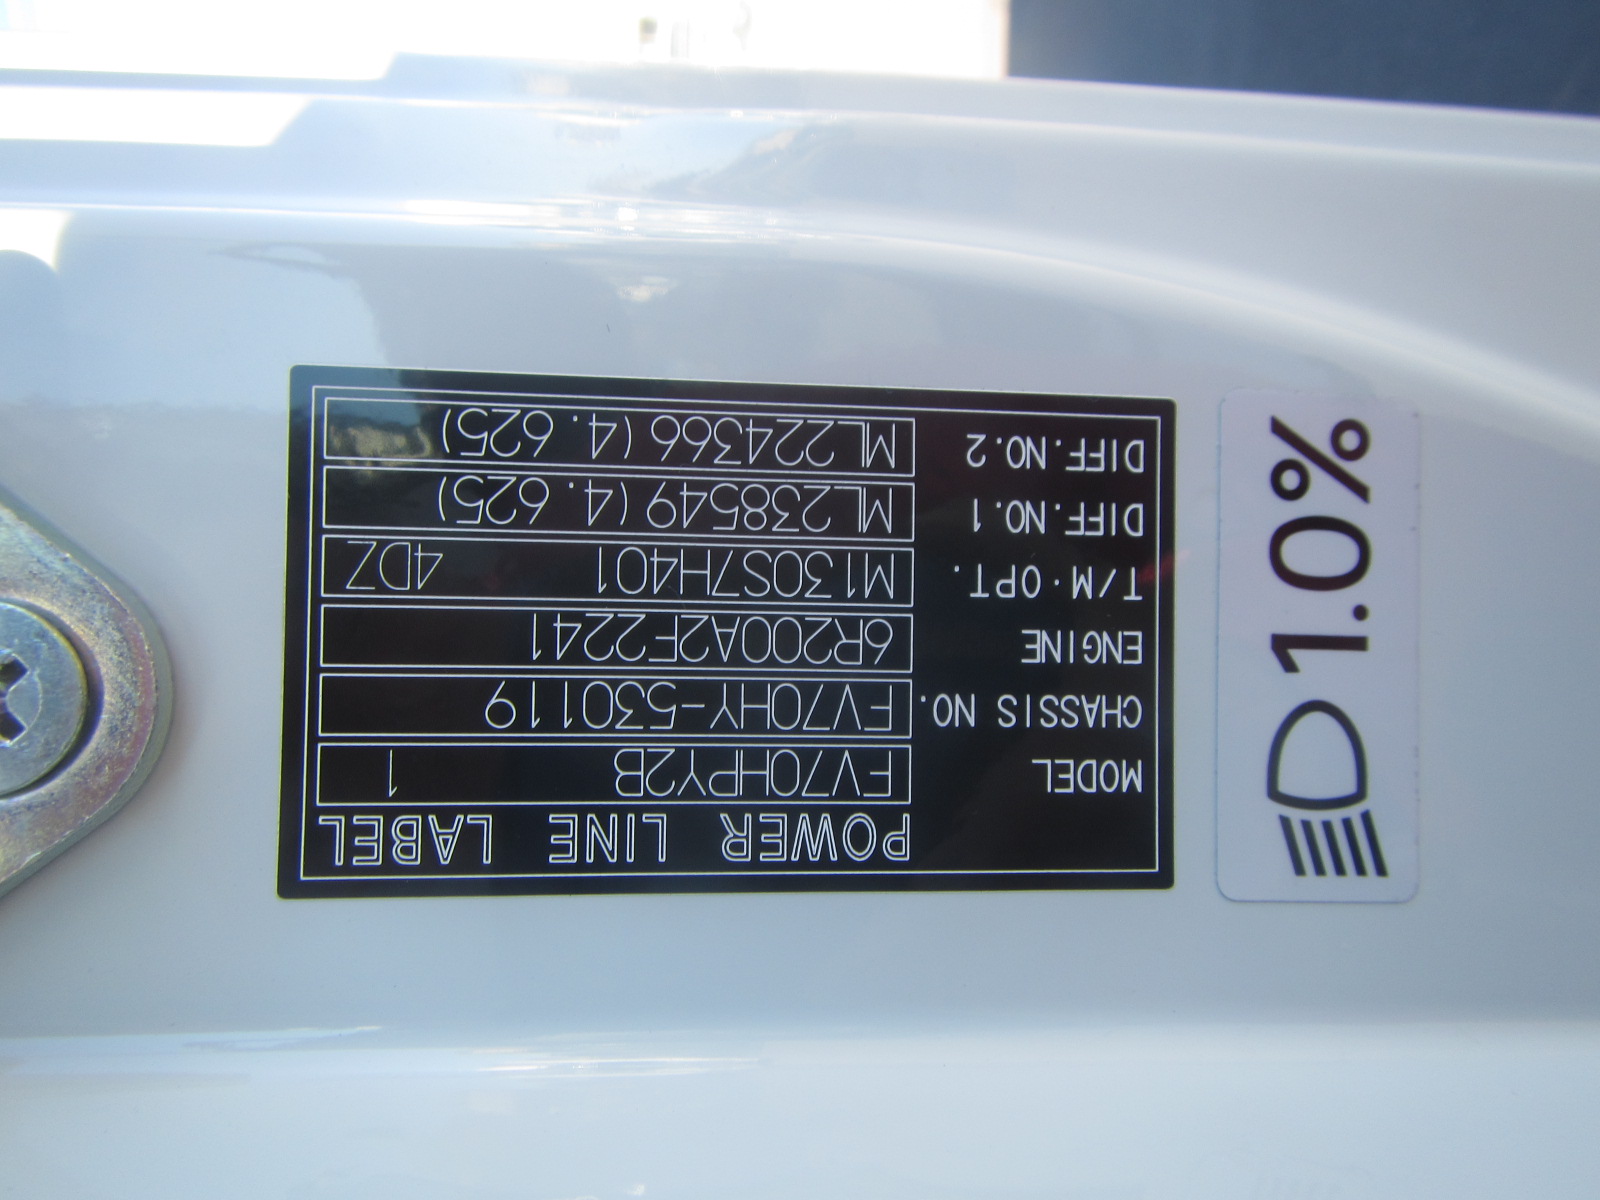 POWER LINE LABEL
MODEL FV70HPY2B 1
CHASSIS NO. FV70HY-530119
ENGINE 6R200A2F2241
T/M·OPT. M130S7H401 4DZ
DIFF.NO.1 ML238549 (4.625)
DIFF.NO.2 ML224366 (4.625)
1.0%